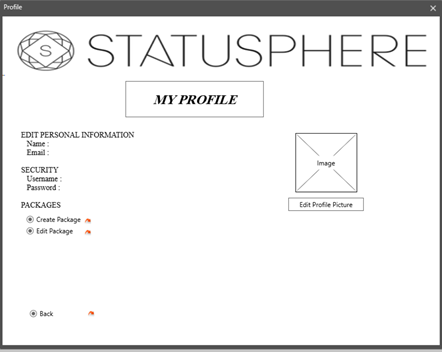 Profile
S
STATUSPHERE
MY PROFILE
EDIT PERSONAL INFORMATION
Name :
Email :
SECURITY
Username :
Password :
PACKAGES
Create Package
Edit Package
Image
Edit Profile Picture
Back